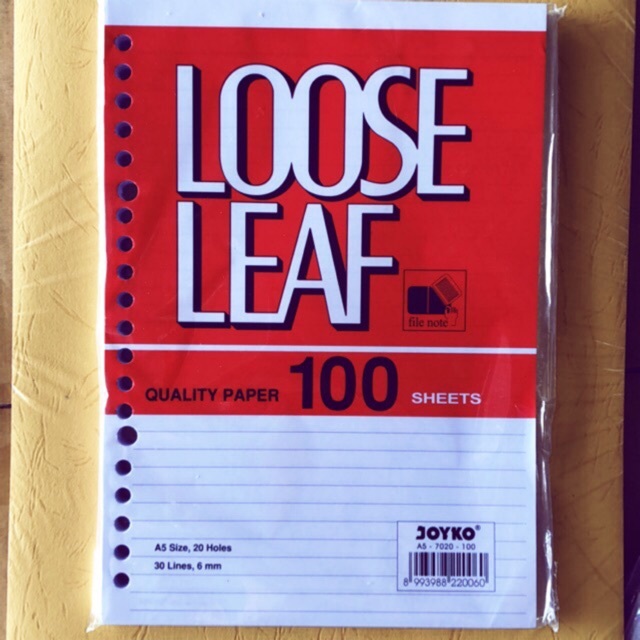 LOOSE
LEAF
file note
QUALITY PAPER 100 SHEETS
A5 Size, 20 Holes
30 Lines, 6 mm
JOYKO®
A5 - 7020 - 100
8 993988 220060